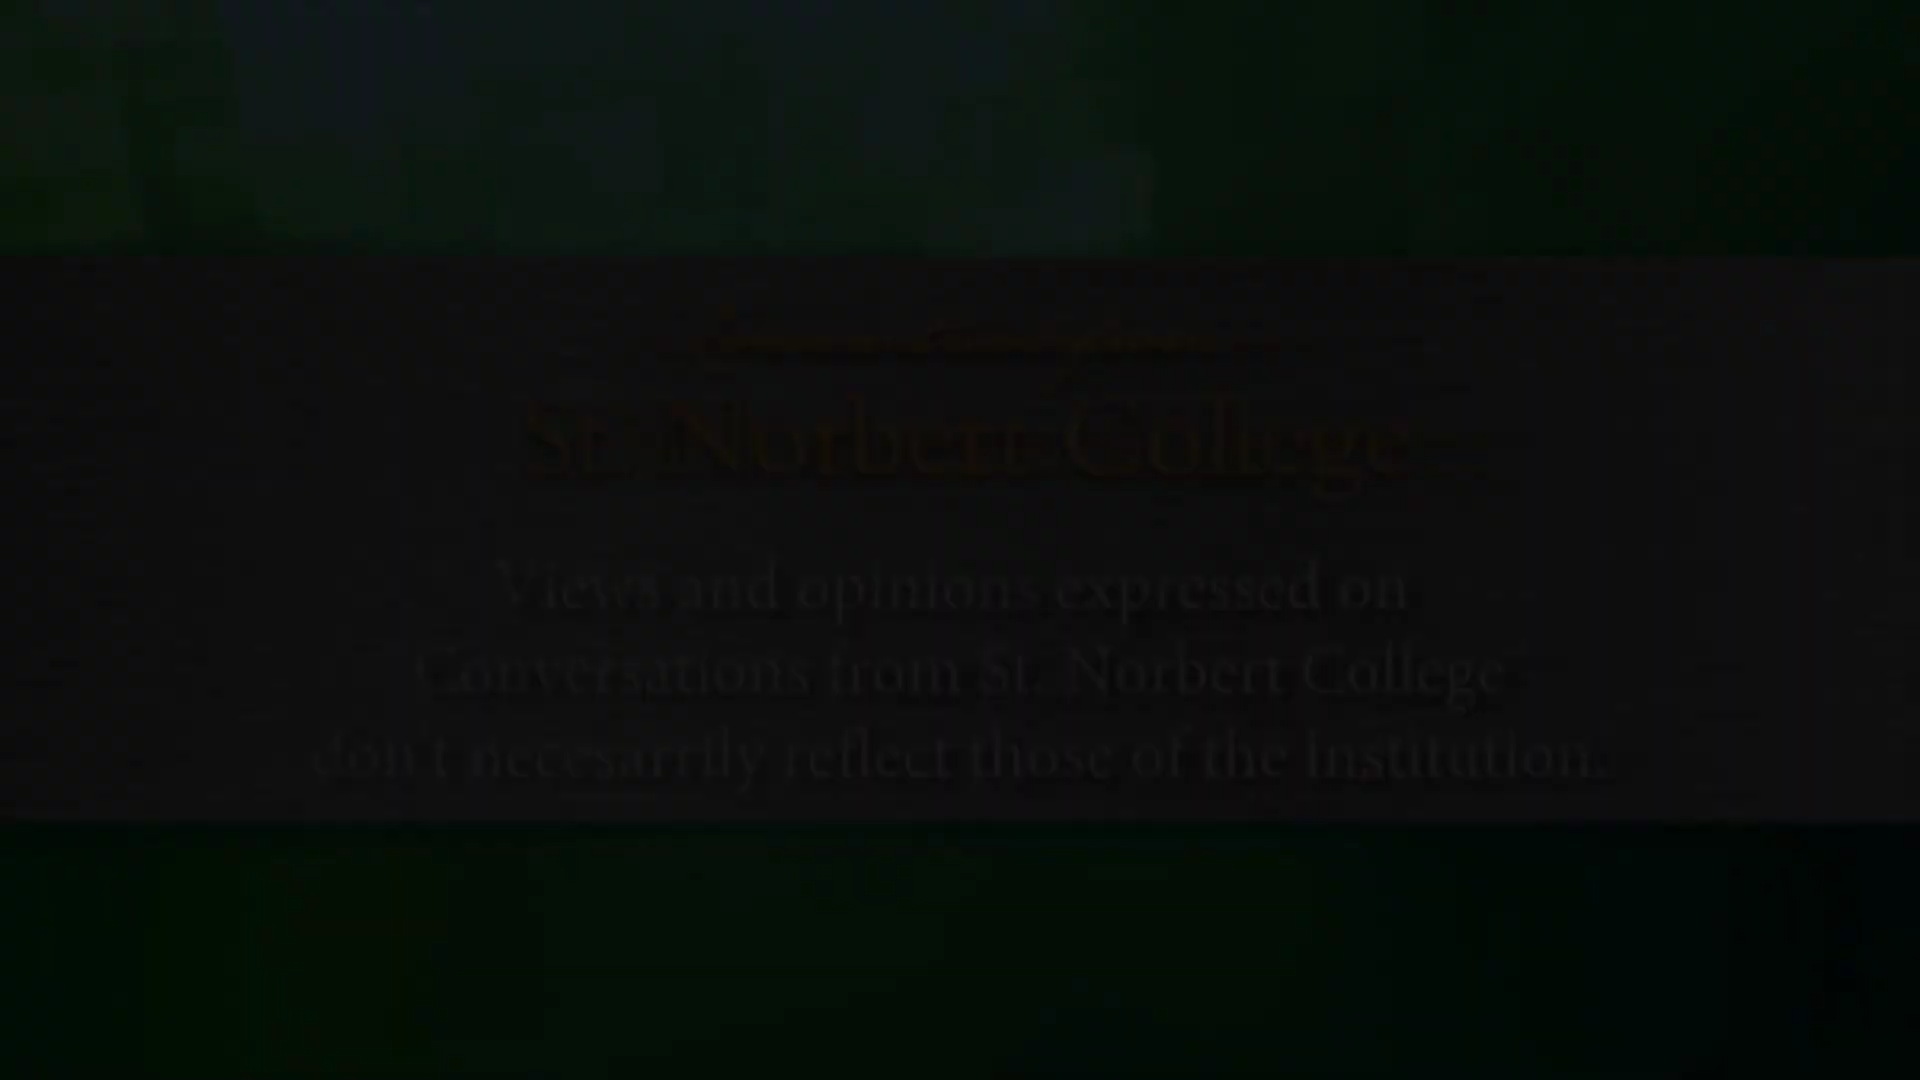 St. Norbert College
Views and opinions expressed on
Conversations from St. Norbert College
don't necesarrily reflect those of the institution.